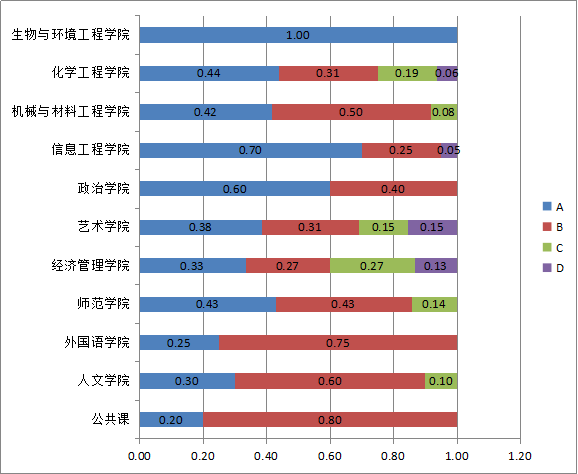 生物与环境工程学院 1.00
化学工程学院 0.44 0.31 0.19 0.06
机械与材料工程学院 0.42 0.50 0.08
信息工程学院 0.70 0.25 0.05
政治学院 0.60 0.40
艺术学院 0.38 0.31 0.15 0.15
经济管理学院 0.33 0.27 0.27 0.13
师范学院 0.43 0.43 0.14
外国语学院 0.25 0.75
人文学院 0.30 0.60 0.10
公共课 0.20 0.80
0.00 0.20 0.40 0.60 0.80 1.00 1.20
A
B
C
D